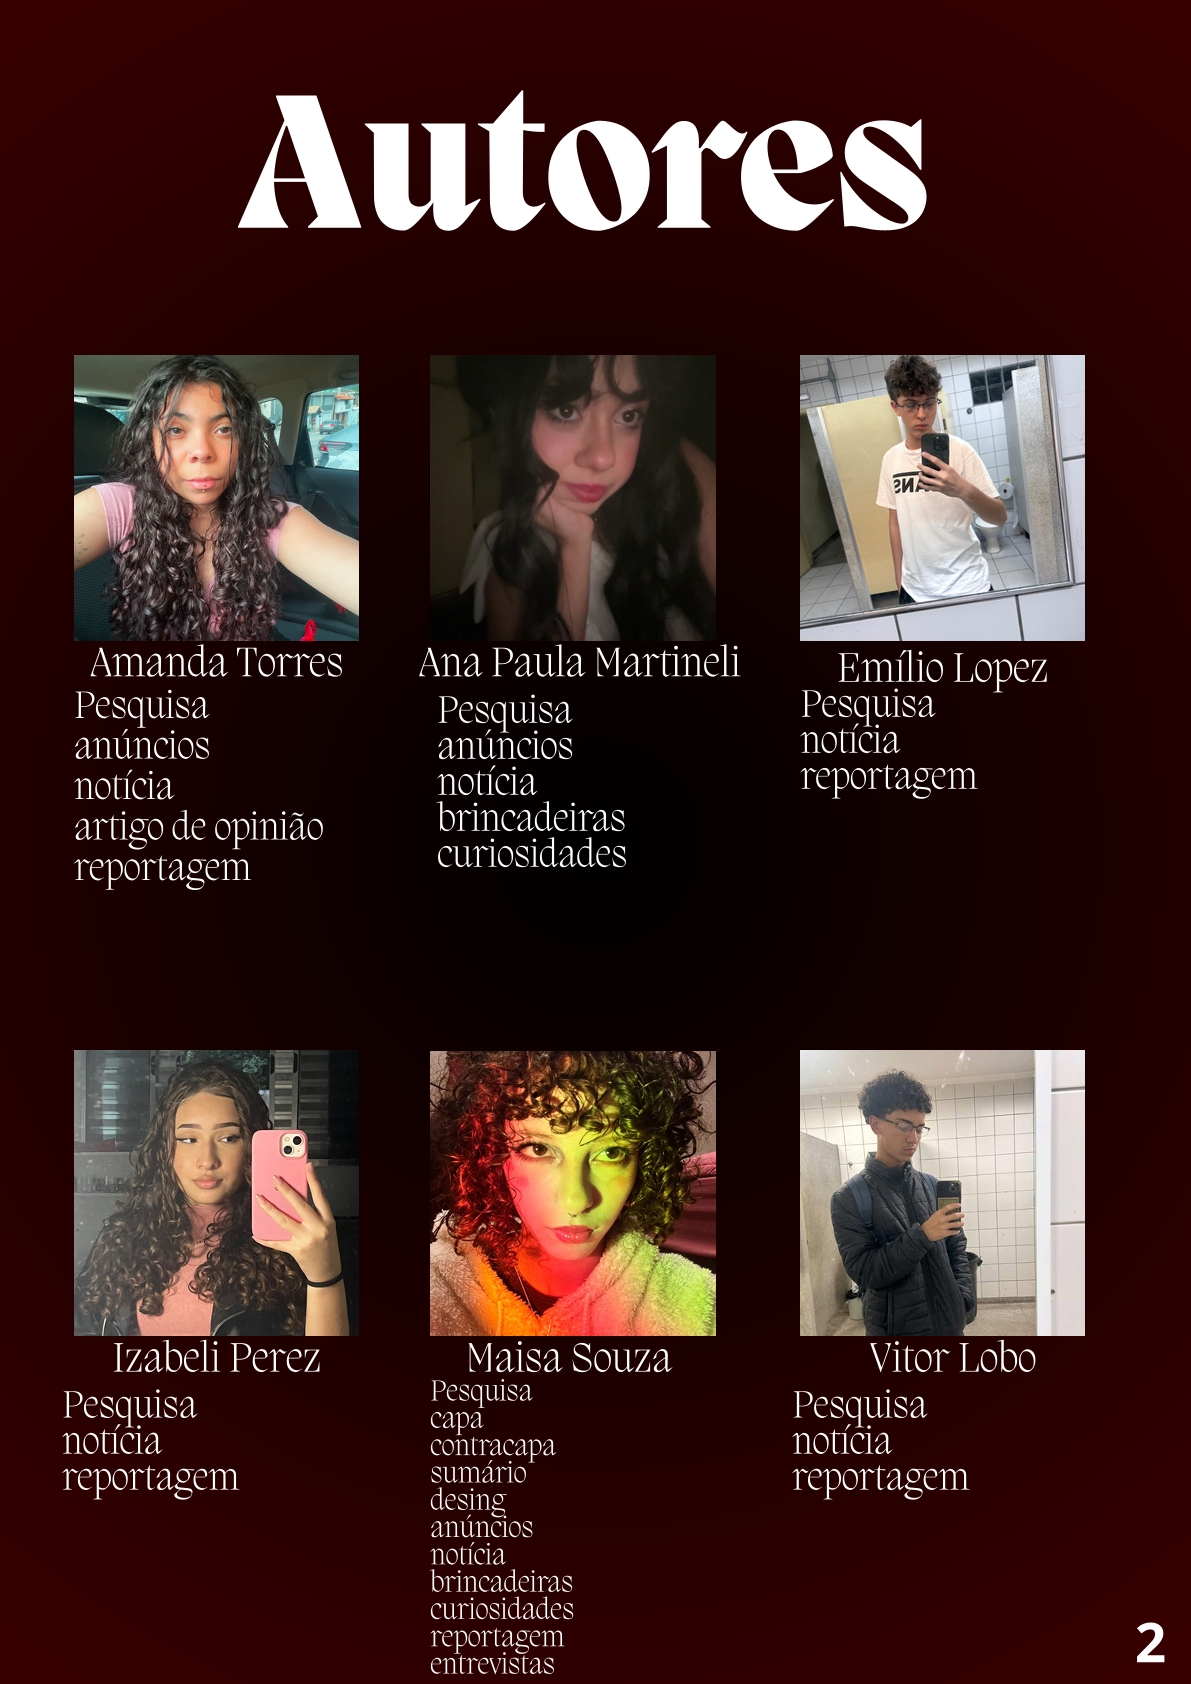 Autores
Amanda Torres
Pesquisa
anúncios
notícia
artigo de opinião
reportagem
Ana Paula Martineli
Pesquisa
anúncios
notícia
brincadeiras
curiosidades
Emílio Lopez
Pesquisa
notícia
reportagem
Izabeli Perez
Pesquisa
notícia
reportagem
Maisa Souza
Pesquisa
capa
contracapa
sumário
desing
anúncios
notícia
brincadeiras
curiosidades
reportagem
entrevistas
Vitor Lobo
Pesquisa
notícia
reportagem
2